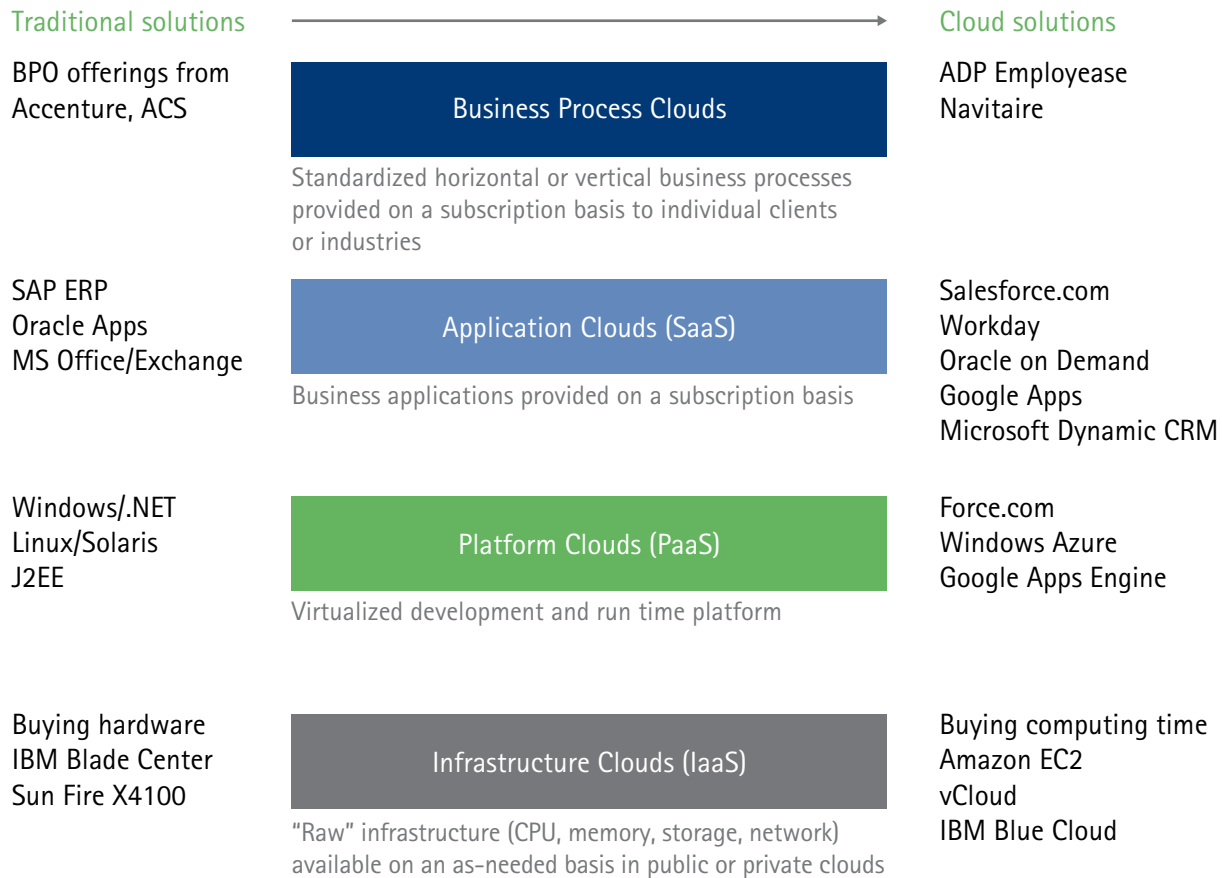 Traditional solutions
Cloud solutions
BPO offerings from
Accenture, ACS
Business Process Clouds
Standardized horizontal or vertical business processes
provided on a subscription basis to individual clients
or industries
ADP Employease
Navitaire
SAP ERP
Oracle Apps
MS Office/Exchange
Application Clouds (SaaS)
Business applications provided on a subscription basis
Salesforce.com
Workday
Oracle on Demand
Google Apps
Microsoft Dynamic CRM
Windows/.NET
Linux/Solaris
J2EE
Platform Clouds (PaaS)
Virtualized development and run time platform
Force.com
Windows Azure
Google Apps Engine
Buying hardware
IBM Blade Center
Sun Fire X4100
Infrastructure Clouds (IaaS)
“Raw” infrastructure (CPU, memory, storage, network)
available on an as-needed basis in public or private clouds
Buying computing time
Amazon EC2
vCloud
IBM Blue Cloud